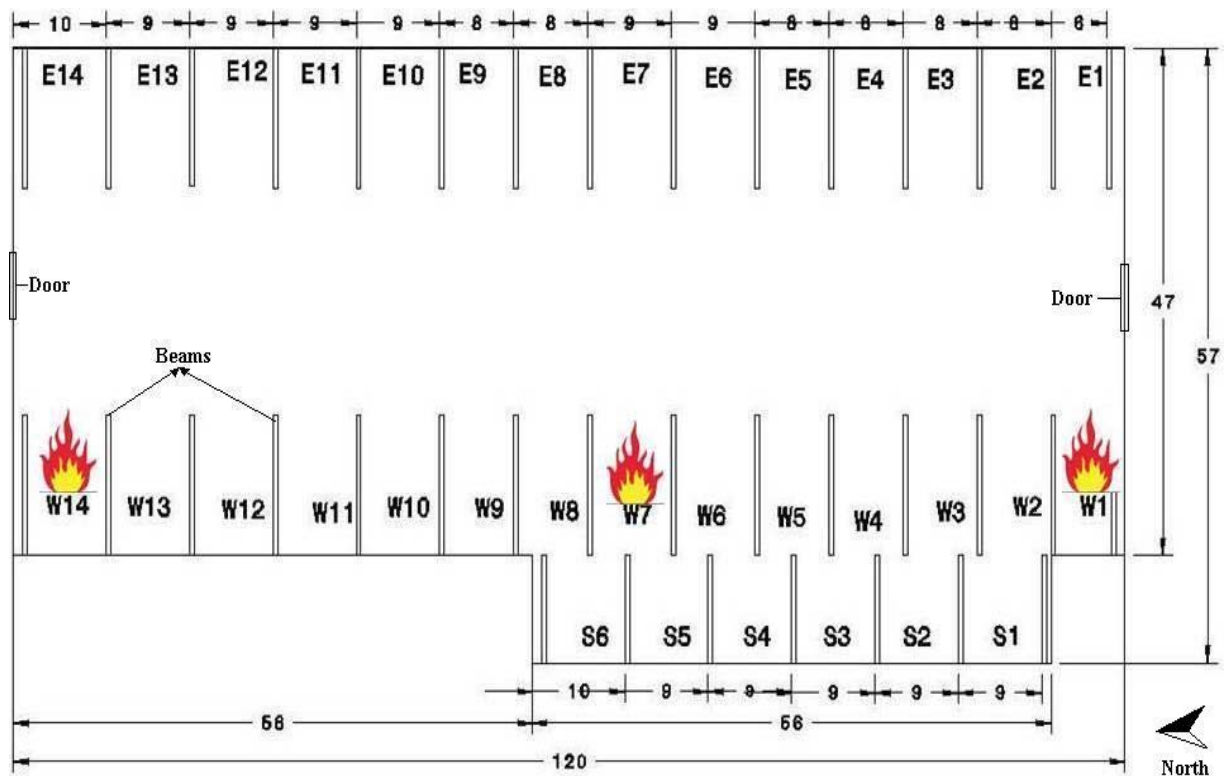 10 9 9 9 9 8 8 9 9 8 8 8 8 6
E14 E13 E12 E11 E10 E9 E8 E7 E6 E5 E4 E3 E2 E1
Door
Door
47
57
Beams
W14 W13 W12 W11 W10 W9 W8 W7 W6 W5 W4 W3 W2 W1
S6 S5 S4 S3 S2 S1
10 9 9 9 9 9
56 56
120
North